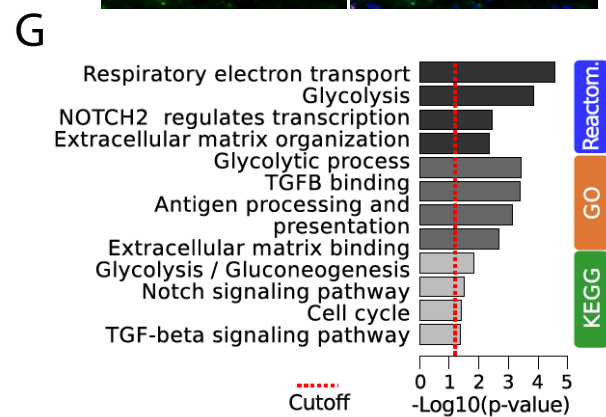 G
Respiratory electron transport
Glycolysis
NOTCH2 regulates transcription
Extracellular matrix organization
Glycolytic process
TGFB binding
Antigen processing and
presentation
Extracellular matrix binding
Glycolysis / Gluconeogenesis
Notch signaling pathway
Cell cycle
TGF-beta signaling pathway
Reactom.
GO
KEGG
0 1 2 3 4 5
-Log10(p-value)
Cutoff